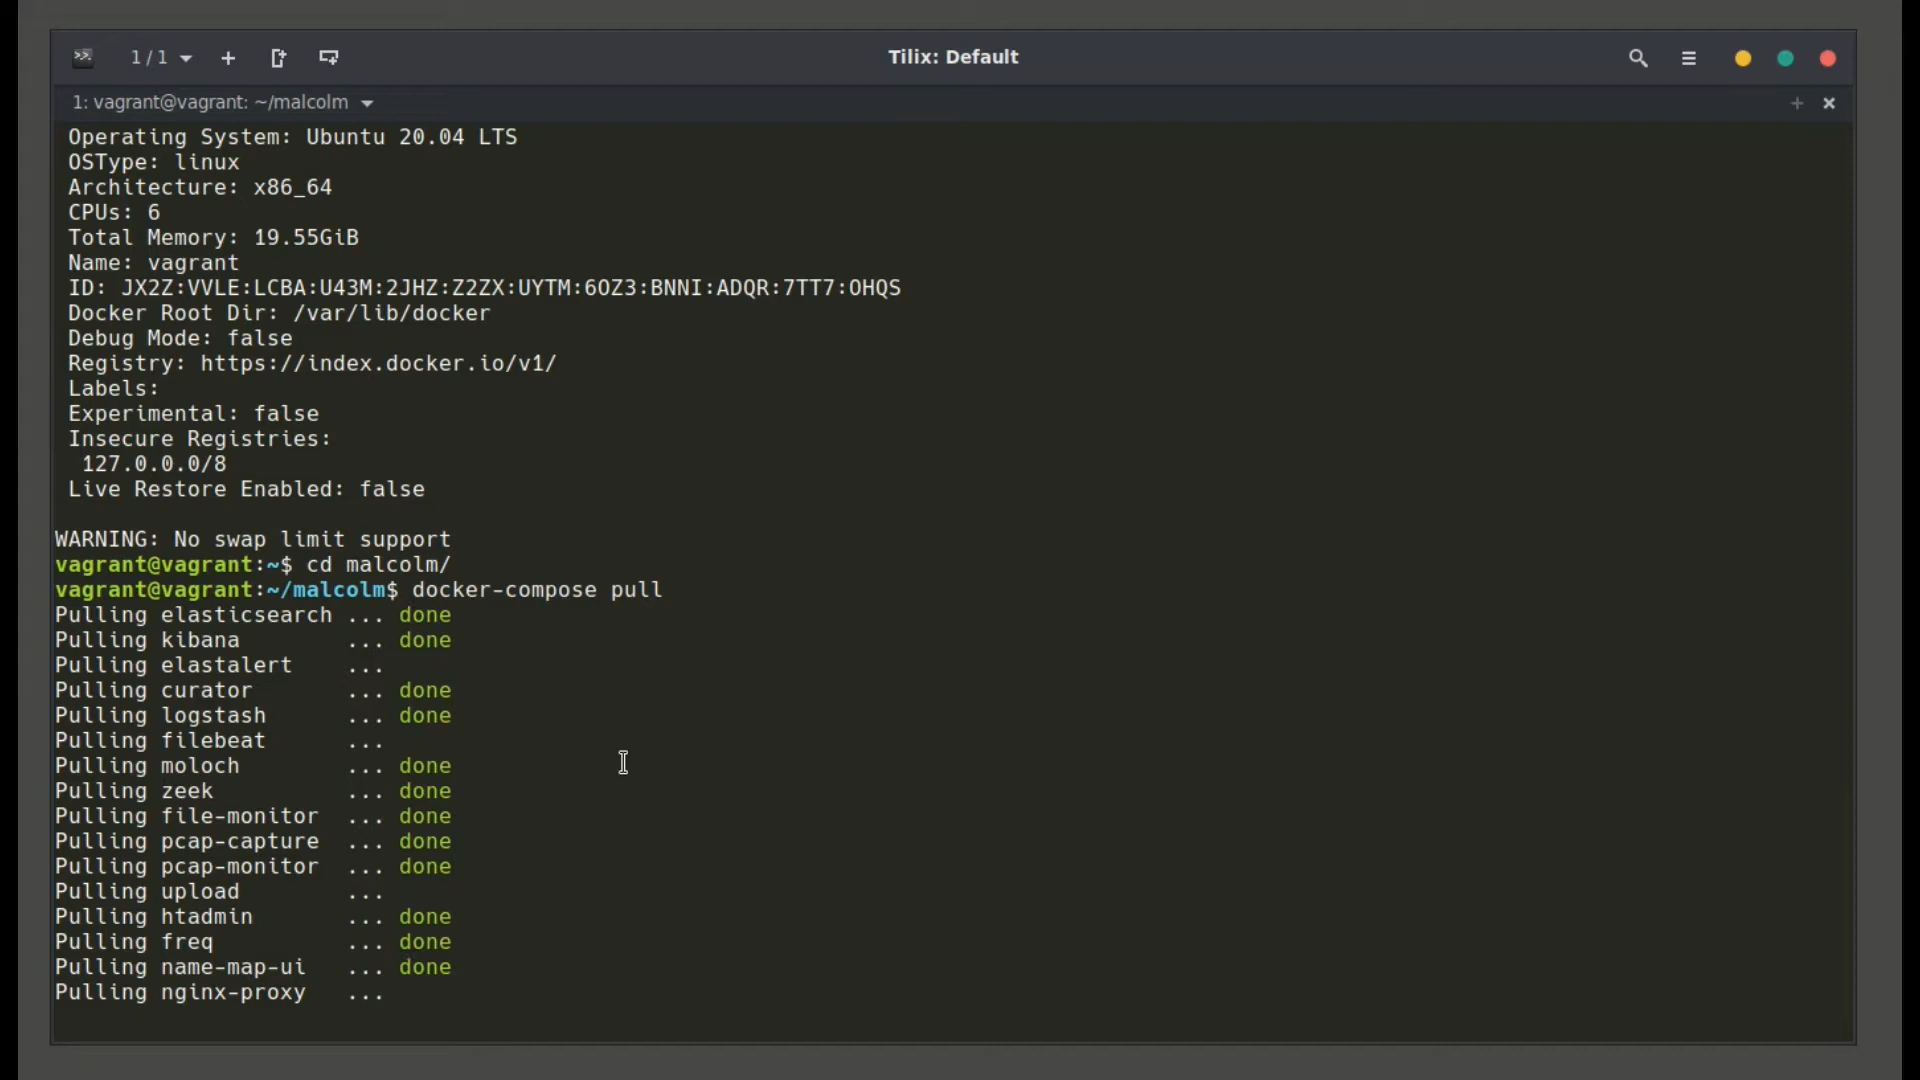 1 / 1
Tilix: Default
1: vagrant@vagrant: ~/malcolm
Operating System: Ubuntu 20.04 LTS
OSType: linux
Architecture: x86_64
CPUs: 6
Total Memory: 19.55GiB
Name: vagrant
ID: JX2Z:VVLE:LCBA:U43M:2JHZ:Z2ZX:UYTM:6OZ3:BNNI:ADQR:7TT7:OHQS
Docker Root Dir: /var/lib/docker
Debug Mode: false
Registry: https://index.docker.io/v1/
Labels:
Experimental: false
Insecure Registries:
127.0.0.0/8
Live Restore Enabled: false
WARNING: No swap limit support
vagrant@vagrant:~$ cd malcolm/
vagrant@vagrant:~/malcolm$ docker-compose pull
Pulling elasticsearch ... done
Pulling kibana        ... done
Pulling elastalert    ...
Pulling curator       ... done
Pulling logstash      ... done
Pulling filebeat      ...
Pulling moloch        ... done
Pulling zeek          ... done
Pulling file-monitor  ... done
Pulling pcap-capture  ... done
Pulling pcap-monitor  ... done
Pulling upload        ...
Pulling htadmin       ... done
Pulling freq          ... done
Pulling name-map-ui   ... done
Pulling nginx-proxy   ...